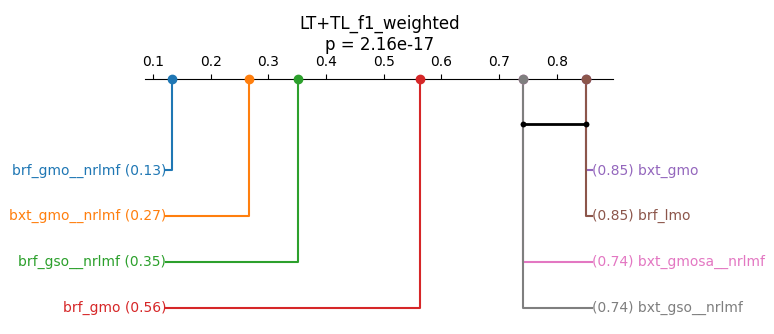 LT+TL_f1_weighted
p = 2.16e-17
0.1 0.2 0.3 0.4 0.5 0.6 0.7 0.8
brf_gmo__nrlmf (0.13) (0.85) bxt_gmo
bxt_gmo__nrlmf (0.27) (0.85) brf_lmo
brf_gso__nrlmf (0.35) (0.74) bxt_gmosa__nrlmf
brf_gmo (0.56) (0.74) bxt_gso__nrlmf